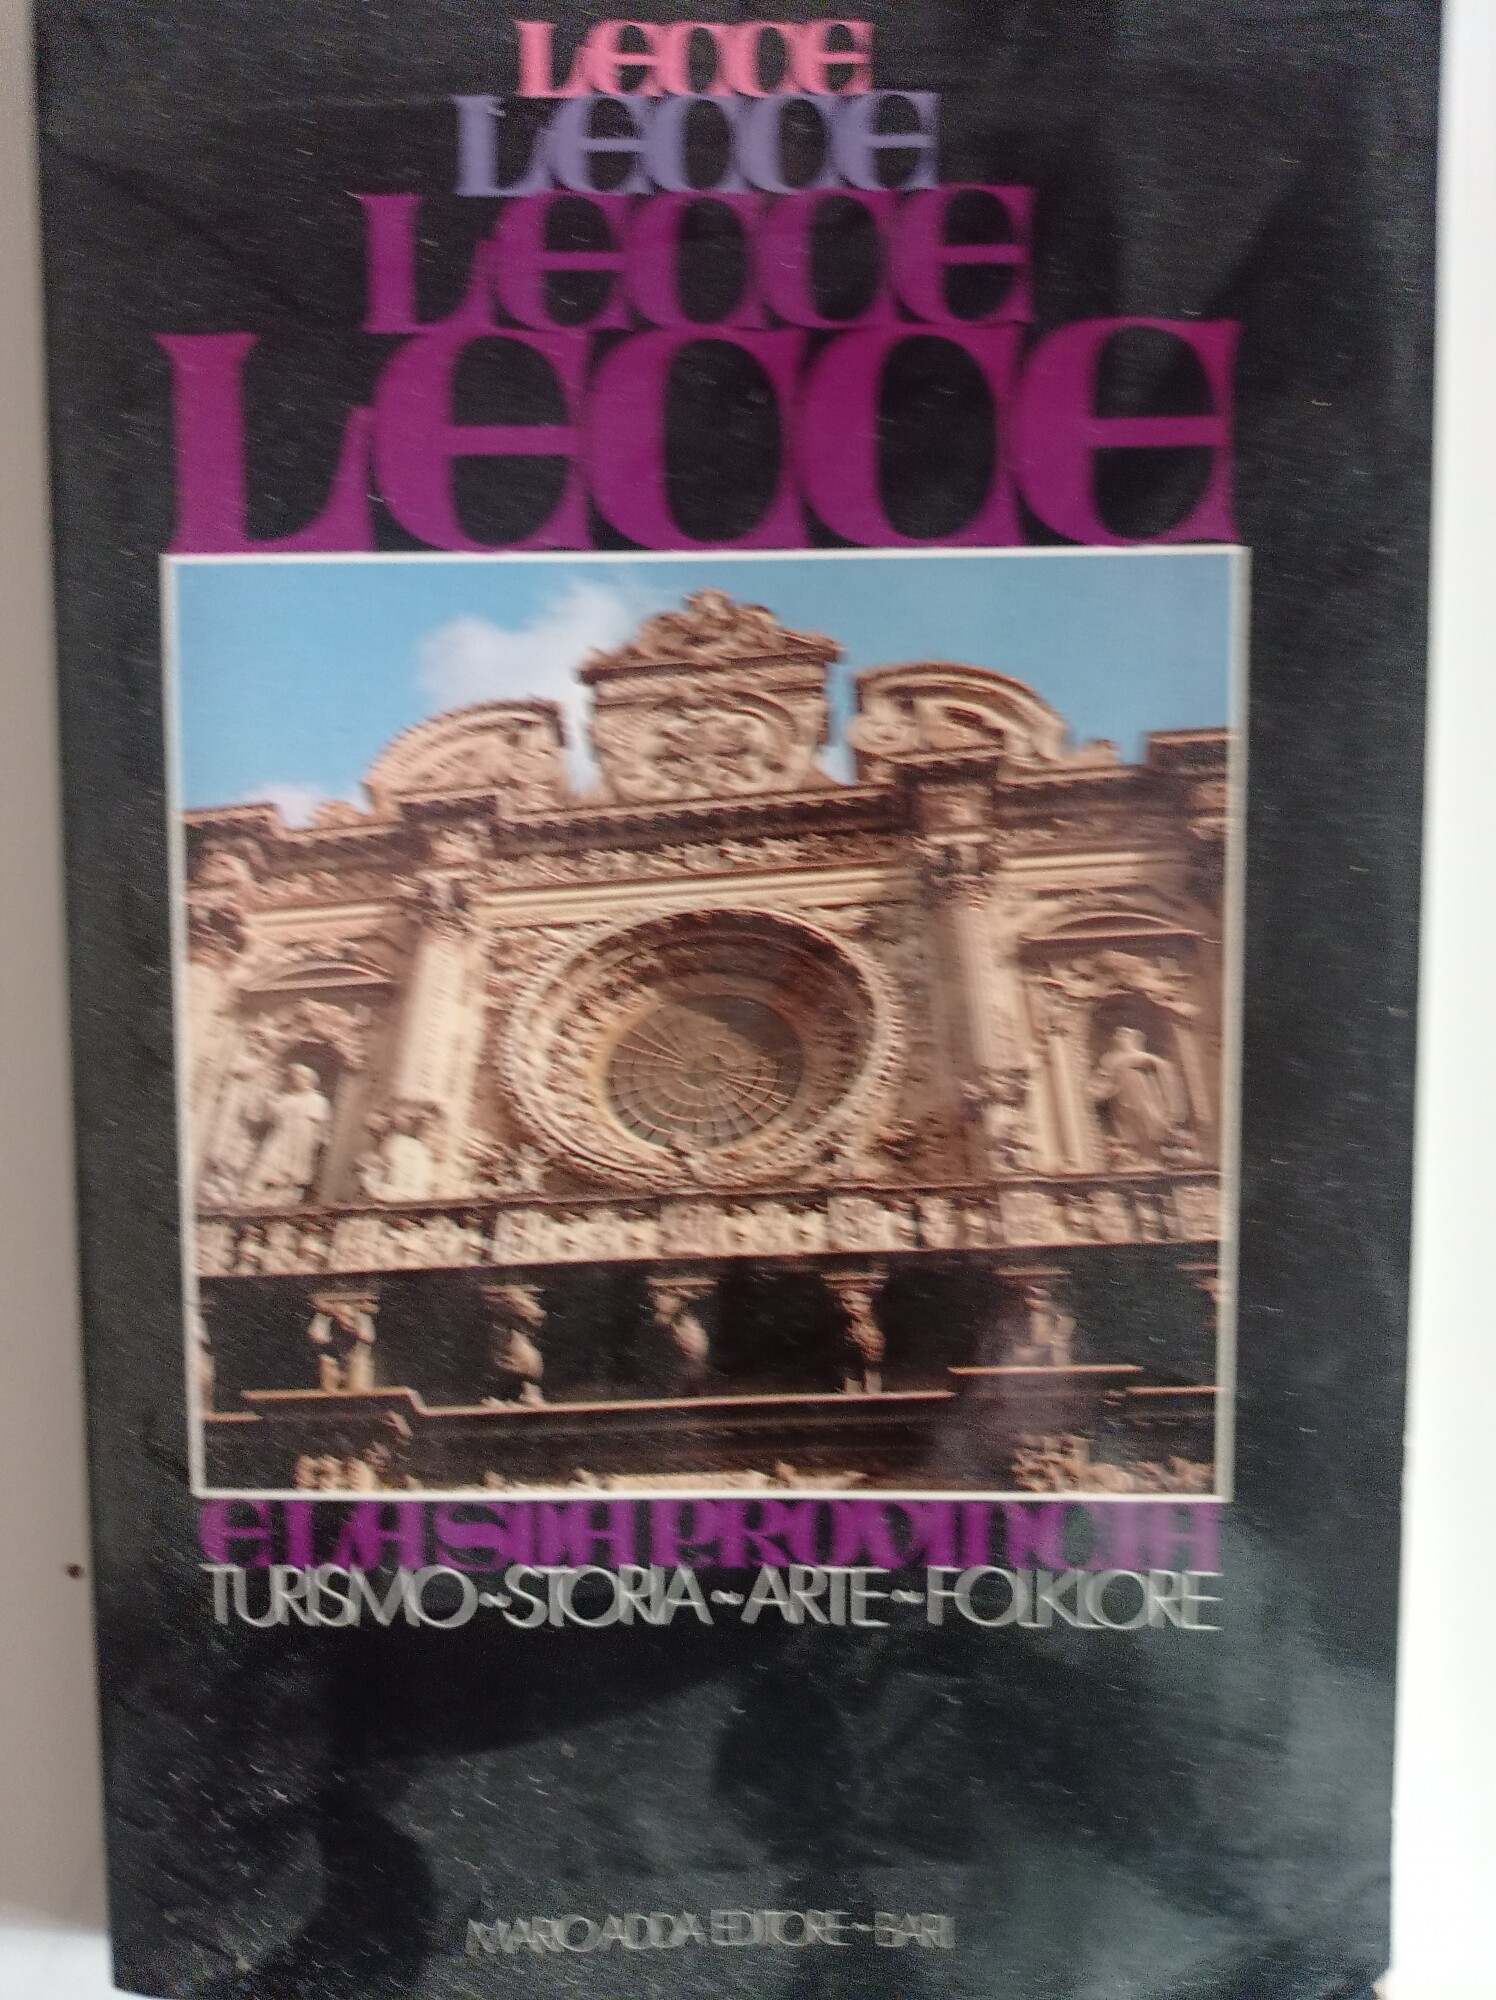 LECCE
LECCE
LECCE
LECCE
E LA SUA PROVINCIA
TURISMO~STORIA~ARTE~FOLKLORE
MARIO ADDA EDITORE~BARI